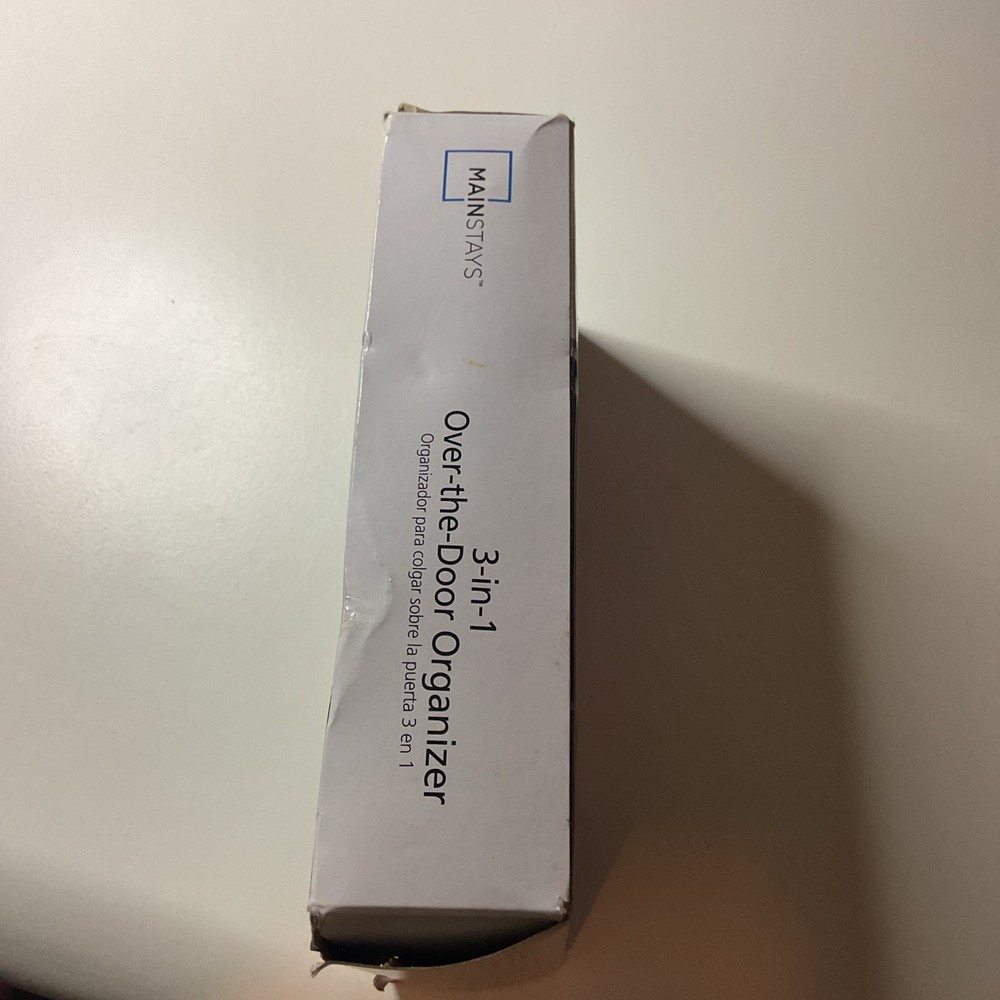 MAINSTAYS™
3-in-1
Over-the-Door Organizer
Organizador para colgar sobre la puerta 3 en 1